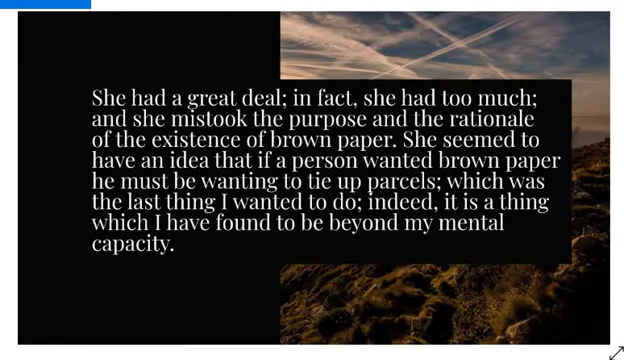 She had a great deal; in fact, she had too much;
and she mistook the purpose and the rationale
of the existence of brown paper. She seemed to
have an idea that if a person wanted brown paper
he must be wanting to tie up parcels; which was
the last thing I wanted to do; indeed, it is a thing
which I have found to be beyond my mental
capacity.